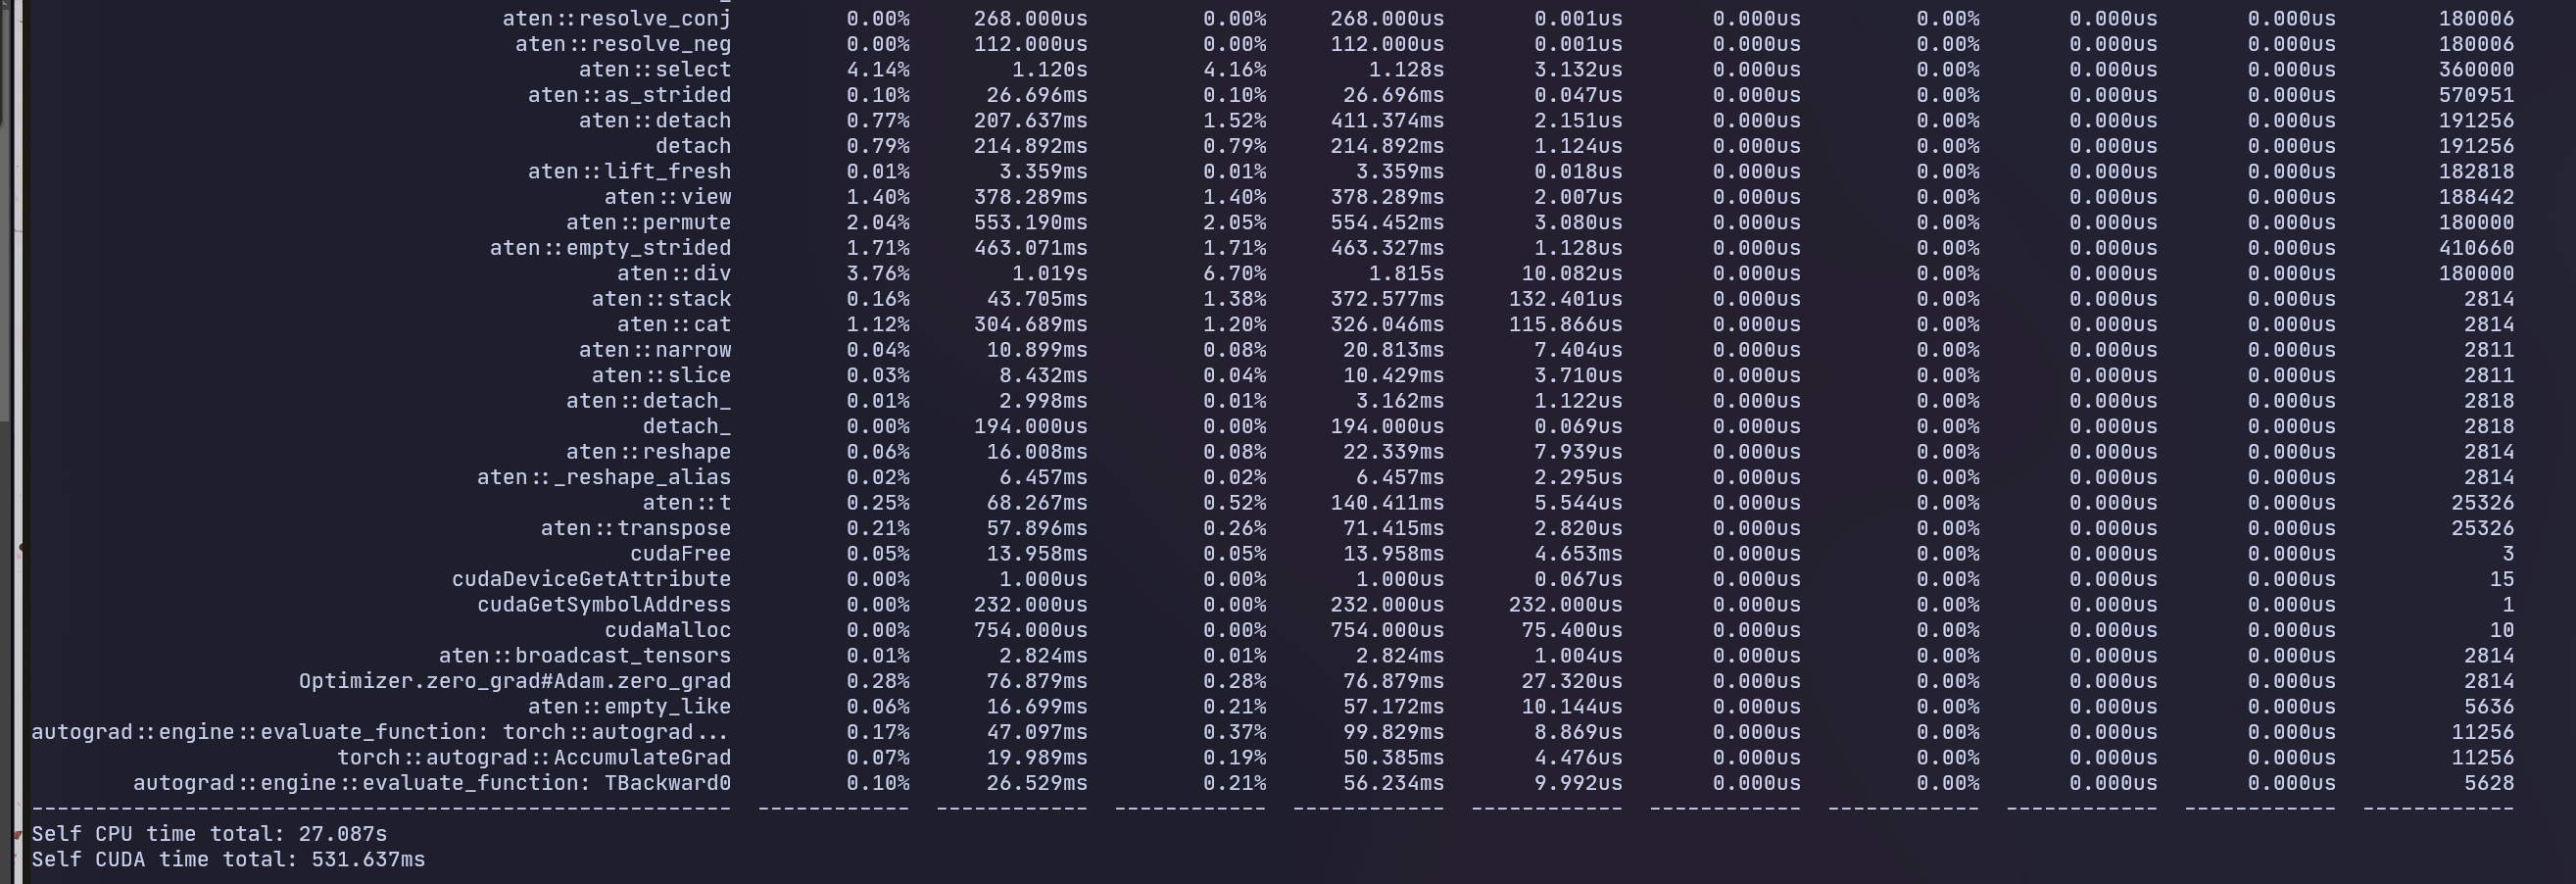 aten::resolve_conj 0.00% 268.000us 0.00% 268.000us 0.001us 0.000us 0.00% 0.000us 0.000us 180006
aten::resolve_neg 0.00% 112.000us 0.00% 112.000us 0.001us 0.000us 0.00% 0.000us 0.000us 180006
aten::select 4.14% 1.120s 4.16% 1.128s 3.132us 0.000us 0.00% 0.000us 0.000us 360000
aten::as_strided 0.10% 26.696ms 0.10% 26.696ms 0.047us 0.000us 0.00% 0.000us 0.000us 570951
aten::detach 0.77% 207.637ms 1.52% 411.374ms 2.151us 0.000us 0.00% 0.000us 0.000us 191256
detach 0.79% 214.892ms 0.79% 214.892ms 1.124us 0.000us 0.00% 0.000us 0.000us 191256
aten::lift_fresh 0.01% 3.359ms 0.01% 3.359ms 0.018us 0.000us 0.00% 0.000us 0.000us 182818
aten::view 1.40% 378.289ms 1.40% 378.289ms 2.007us 0.000us 0.00% 0.000us 0.000us 188442
aten::permute 2.04% 553.190ms 2.05% 554.452ms 3.080us 0.000us 0.00% 0.000us 0.000us 180000
aten::empty_strided 1.71% 463.071ms 1.71% 463.327ms 1.128us 0.000us 0.00% 0.000us 0.000us 410660
aten::div 3.76% 1.019s 6.70% 1.815s 10.082us 0.000us 0.00% 0.000us 0.000us 180000
aten::stack 0.16% 43.705ms 1.38% 372.577ms 132.401us 0.000us 0.00% 0.000us 0.000us 2814
aten::cat 1.12% 304.689ms 1.20% 326.046ms 115.866us 0.000us 0.00% 0.000us 0.000us 2814
aten::narrow 0.04% 10.899ms 0.08% 20.813ms 7.404us 0.000us 0.00% 0.000us 0.000us 2811
aten::slice 0.03% 8.432ms 0.04% 10.429ms 3.710us 0.000us 0.00% 0.000us 0.000us 2811
aten::detach_ 0.01% 2.998ms 0.01% 3.162ms 1.122us 0.000us 0.00% 0.000us 0.000us 2818
detach_ 0.00% 194.000us 0.00% 194.000us 0.069us 0.000us 0.00% 0.000us 0.000us 2818
aten::reshape 0.06% 16.008ms 0.08% 22.339ms 7.939us 0.000us 0.00% 0.000us 0.000us 2814
aten::_reshape_alias 0.02% 6.457ms 0.02% 6.457ms 2.295us 0.000us 0.00% 0.000us 0.000us 2814
aten::t 0.25% 68.267ms 0.52% 140.411ms 5.544us 0.000us 0.00% 0.000us 0.000us 25326
aten::transpose 0.21% 57.896ms 0.26% 71.415ms 2.820us 0.000us 0.00% 0.000us 0.000us 25326
cudaFree 0.05% 13.958ms 0.05% 13.958ms 4.653ms 0.000us 0.00% 0.000us 0.000us 3
cudaDeviceGetAttribute 0.00% 1.000us 0.00% 1.000us 0.067us 0.000us 0.00% 0.000us 0.000us 15
cudaGetSymbolAddress 0.00% 232.000us 0.00% 232.000us 232.000us 0.000us 0.00% 0.000us 0.000us 1
cudaMalloc 0.00% 754.000us 0.00% 754.000us 75.400us 0.000us 0.00% 0.000us 0.000us 10
aten::broadcast_tensors 0.01% 2.824ms 0.01% 2.824ms 1.004us 0.000us 0.00% 0.000us 0.000us 2814
Optimizer.zero_grad#Adam.zero_grad 0.28% 76.879ms 0.28% 76.879ms 27.320us 0.000us 0.00% 0.000us 0.000us 2814
aten::empty_like 0.06% 16.699ms 0.21% 57.172ms 10.144us 0.000us 0.00% 0.000us 0.000us 5636
autograd::engine::evaluate_function: torch::autograd... 0.17% 47.097ms 0.37% 99.829ms 8.869us 0.000us 0.00% 0.000us 0.000us 11256
torch::autograd::AccumulateGrad 0.07% 19.989ms 0.19% 50.385ms 4.476us 0.000us 0.00% 0.000us 0.000us 11256
autograd::engine::evaluate_function: TBackward0 0.10% 26.529ms 0.21% 56.234ms 9.992us 0.000us 0.00% 0.000us 0.000us 5628
------------------------------------------------------- ------------ ------------ ------------ ------------ ------------ ------------ ------------ ------------ ------------ ------------
Self CPU time total: 27.087s
Self CUDA time total: 531.637ms